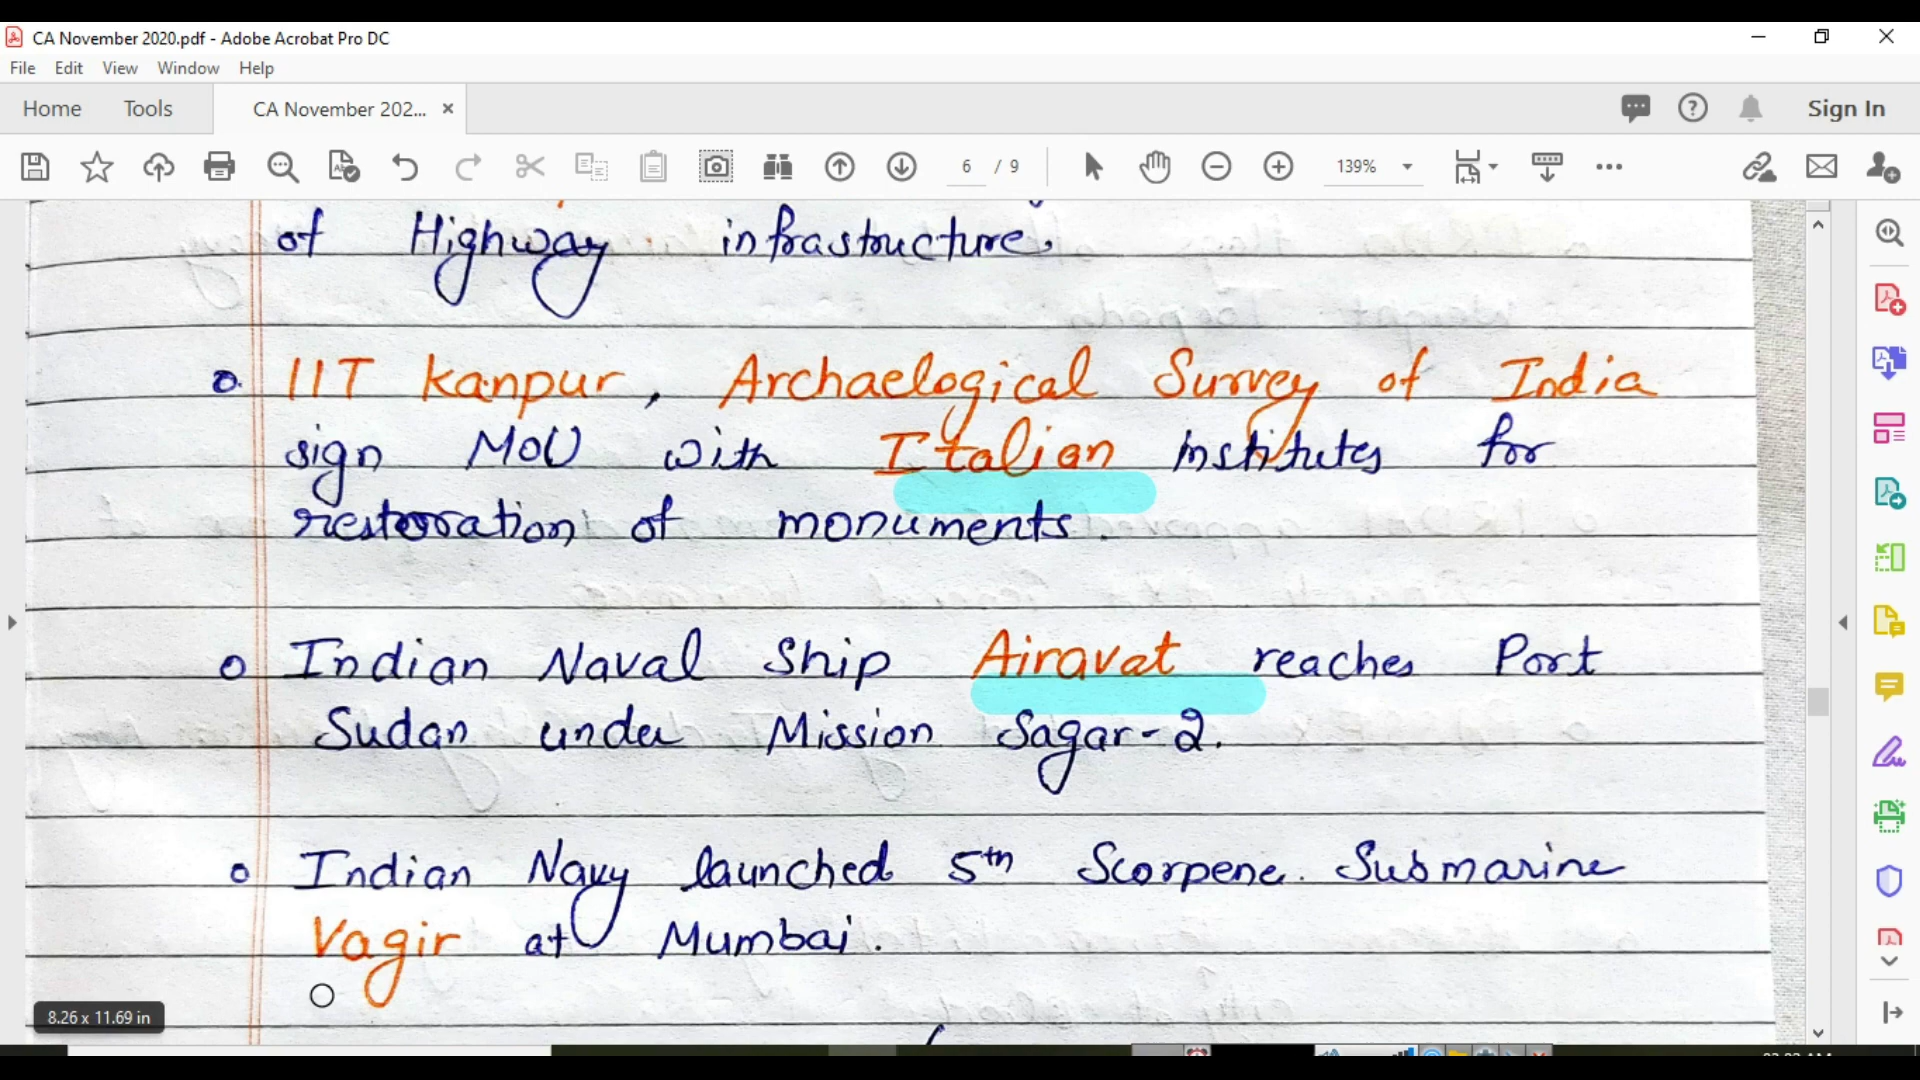 CA November 2020.pdf - Adobe Acrobat Pro DC
File Edit View Window Help
Home Tools CA November 202... × Sign In
6 / 9 139%
of Highway infrastructure.
o IIT Kanpur, Archaelogical Survey of India
sign MoU with Italian institutes for
restoration of monuments.
o Indian Naval Ship Airavat reaches Port
Sudan under Mission Sagar-2.
o Indian Navy launched 5th Scorpene Submarine
Vagir at Mumbai.
8.26 x 11.69 in